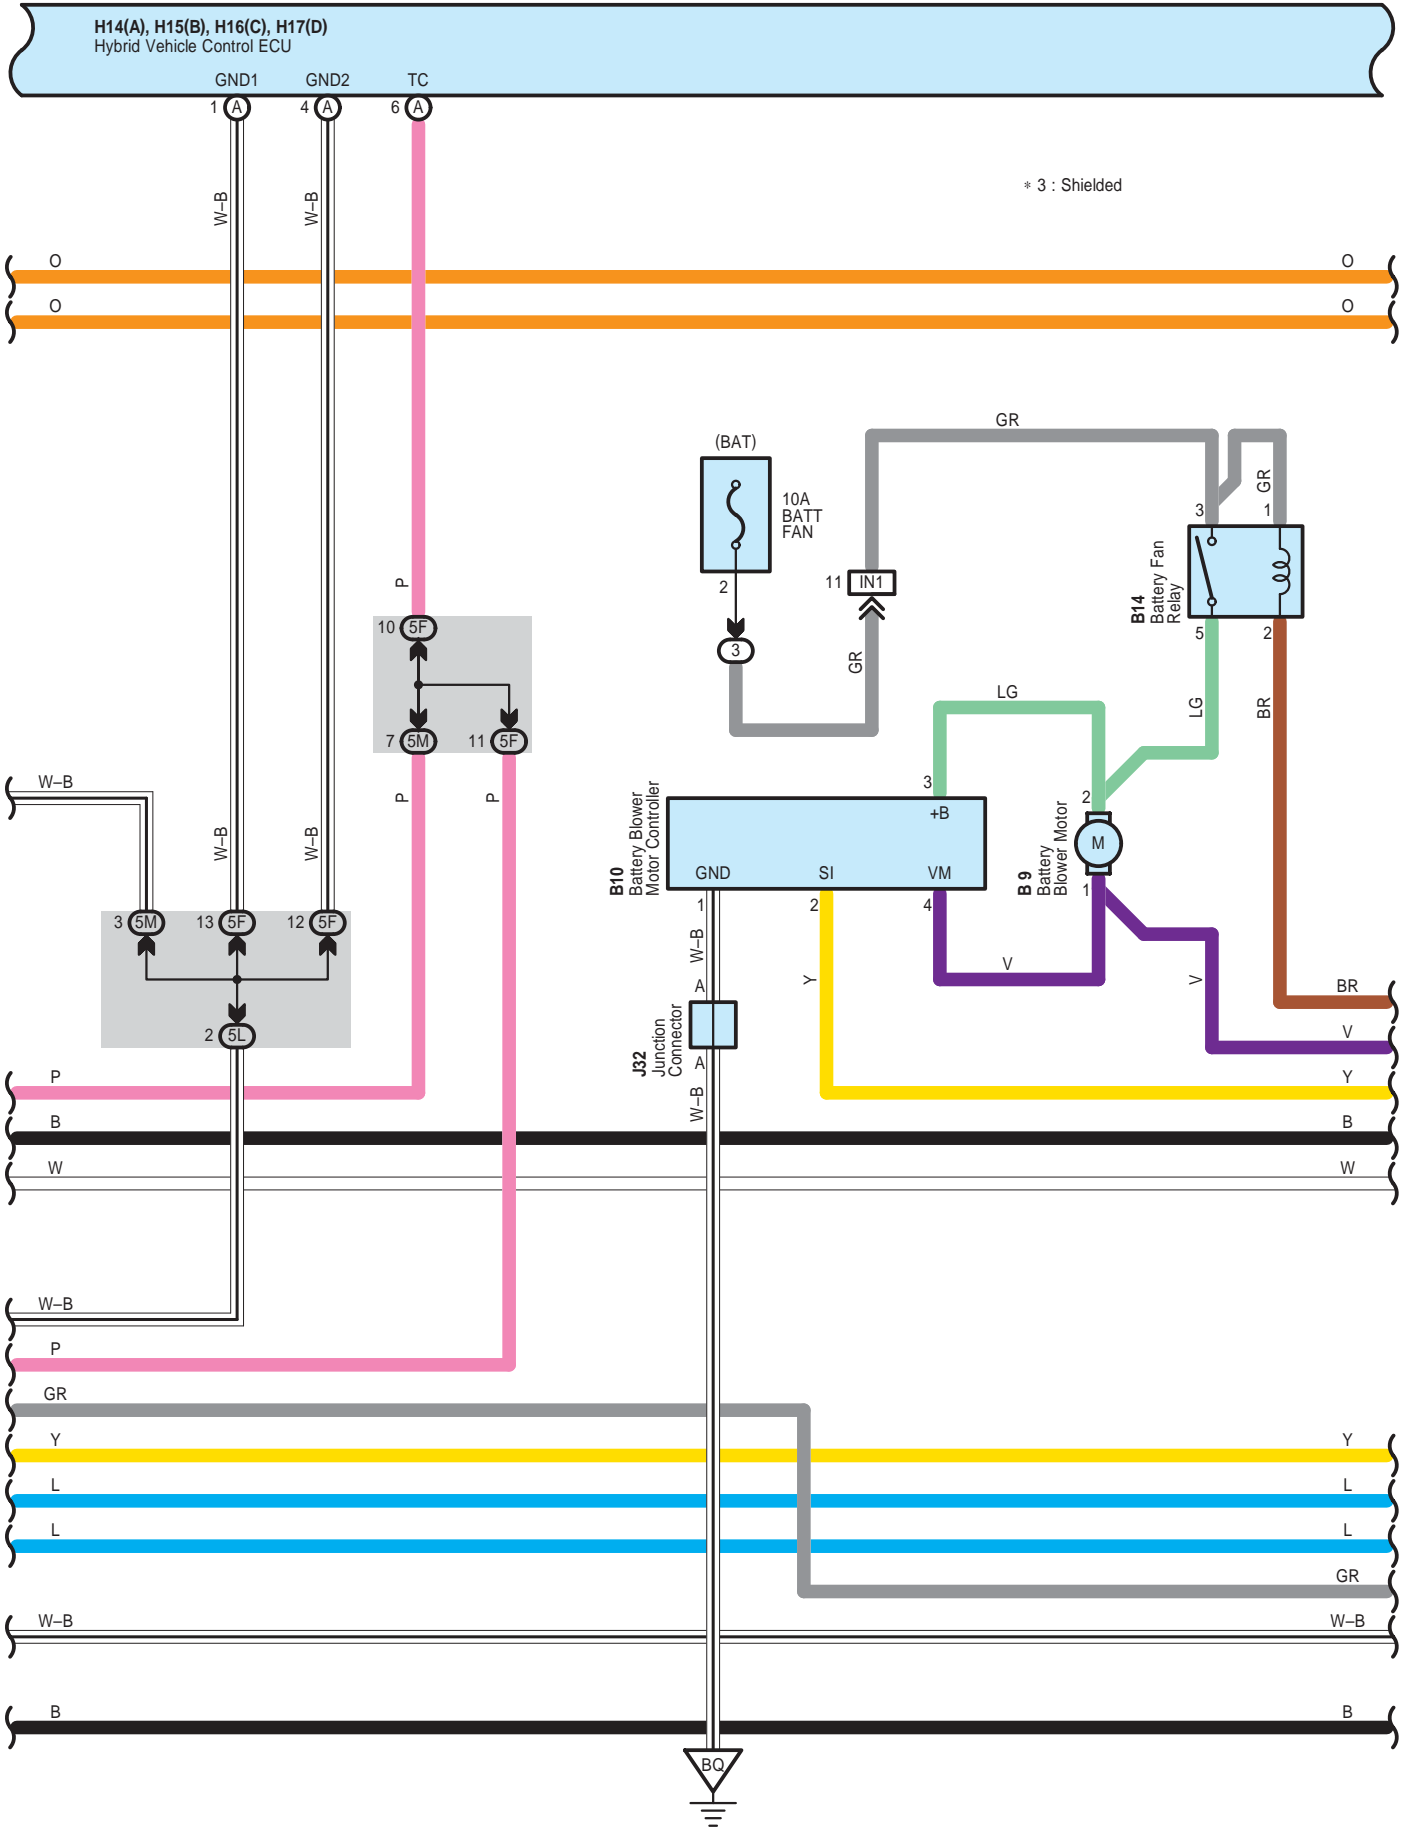 H14(A), H15(B), H16(C), H17(D)
Hybrid Vehicle Control ECU
GND1 GND2 TC
1 A 4 A 6 A
W–B W–B
* 3 : Shielded
O O
O O
GR
(BAT)
10A
BATT
FAN
GR
3 1
2
11 IN1
P
3
GR
B14
Battery Fan
Relay
10 5F
5 2
LG
LG
BR
7 5M 11 5F
W–B
P P
W–B W–B
3
+B
2
B10
Battery Blower
Motor Controller
M
B 9
Battery
Blower Motor
GND SI VM
1 2 4 1
3 5M 13 5F 12 5F
W–B
Y
V
V
A
J32
Junction
Connector
A
W–B
2 5L
BR
V
P Y
B B
W W
W–B
P
GR
Y Y
L L
L L
GR
W–B W–B
B B
BQ